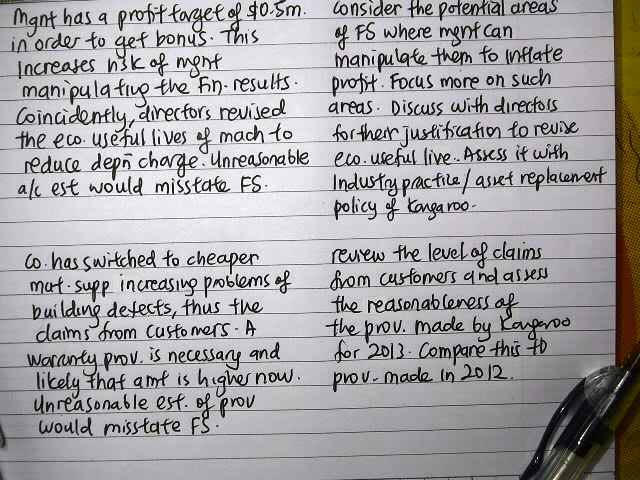 Mgnt has a profit target of $0.5m.
in order to get bonus. This
increases risk of mgnt
manipulating the fin. results.
Coincidently, directors revised
the eco. useful lives of mach to
reduce depn charge. Unreasonable
a/c est would misstate FS.
consider the potential areas
of FS where mgnt can
manipulate them to inflate
profit. Focus more on such
areas. Discuss with directors
for their justification to revise
eco. useful live. Assess it with
Industry practice/asset replacement
policy of Kangaroo.
Co. has switched to cheaper
mat. supp increasing problems of
building defects, thus the
claims from customers. A
warranty prov. is necessary and
likely that amt is higher now.
Unreasonable est. of prov
would misstate FS.
review the level of claims
from customers and assess
the reasonableness of
the prov. made by Kangaroo
for 2013. Compare this to
prov. made in 2012.